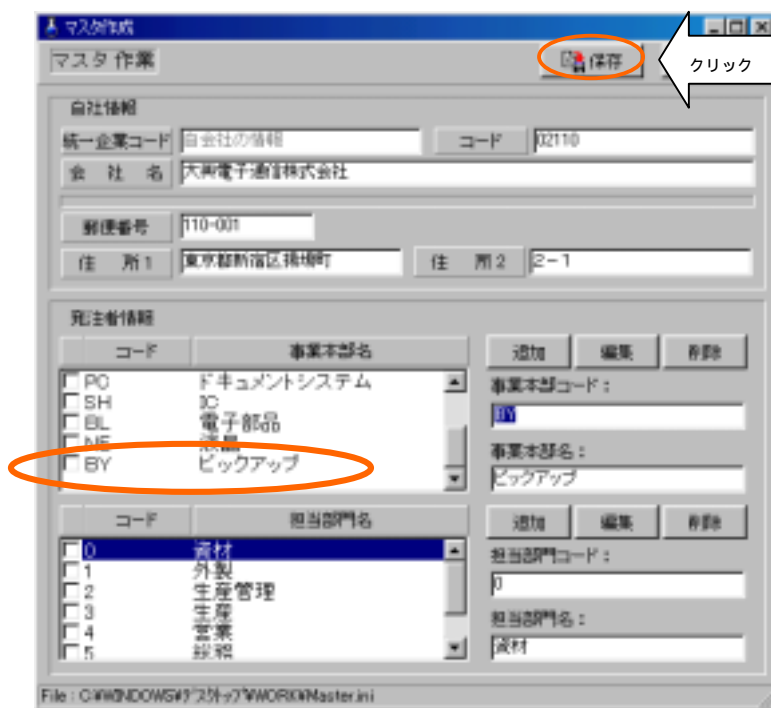 マスタ作成
マスタ 作業
保存
クリック
自社情報
統一企業コード 自会社の情報 コード 02110
会 社 名 大興電子通信株式会社
郵便番号 110-001
住 所1 東京都新宿区揚場町 住 所2 2-1
発注者情報
コード 事業本部名 追加 編集 削除
PC ドキュメントシステム
SH IC
BL 電子部品
NE 液晶
BY ピックアップ
事業本部コード:
BY
事業本部名:
ピックアップ
コード 担当部門名 追加 編集 削除
0 資材
1 外製
2 生産管理
3 生産
4 営業
5 総務
担当部門コード:
0
担当部門名:
資材
File : C:¥WINDOWS¥デスクトップ¥WORK¥Master.ini